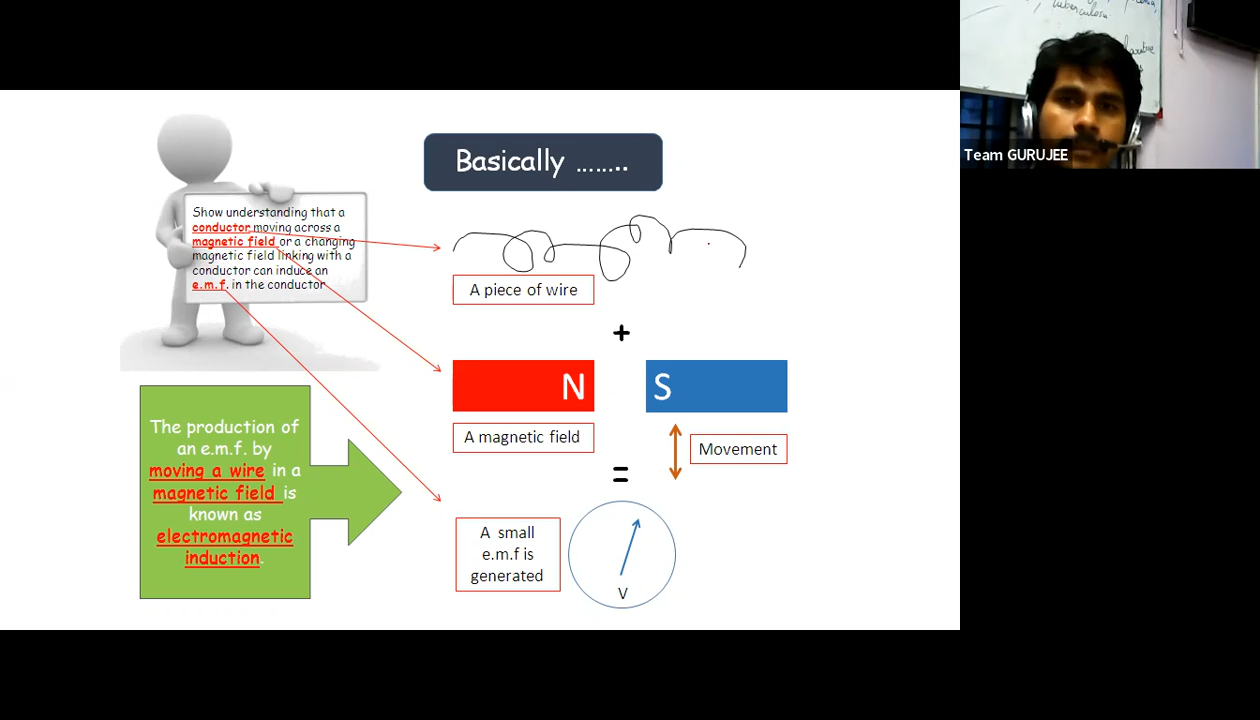 Basically ........
Show understanding that a
conductor moving across a
magnetic field or a changing
magnetic field linking with a
conductor can induce an
e.m.f. in the conductor
A piece of wire
+
N
S
A magnetic field
Movement
=
A small
e.m.f is
generated
V
The production of
an e.m.f. by
moving a wire in a
magnetic field is
known as
electromagnetic
induction.
Team GURUJEE